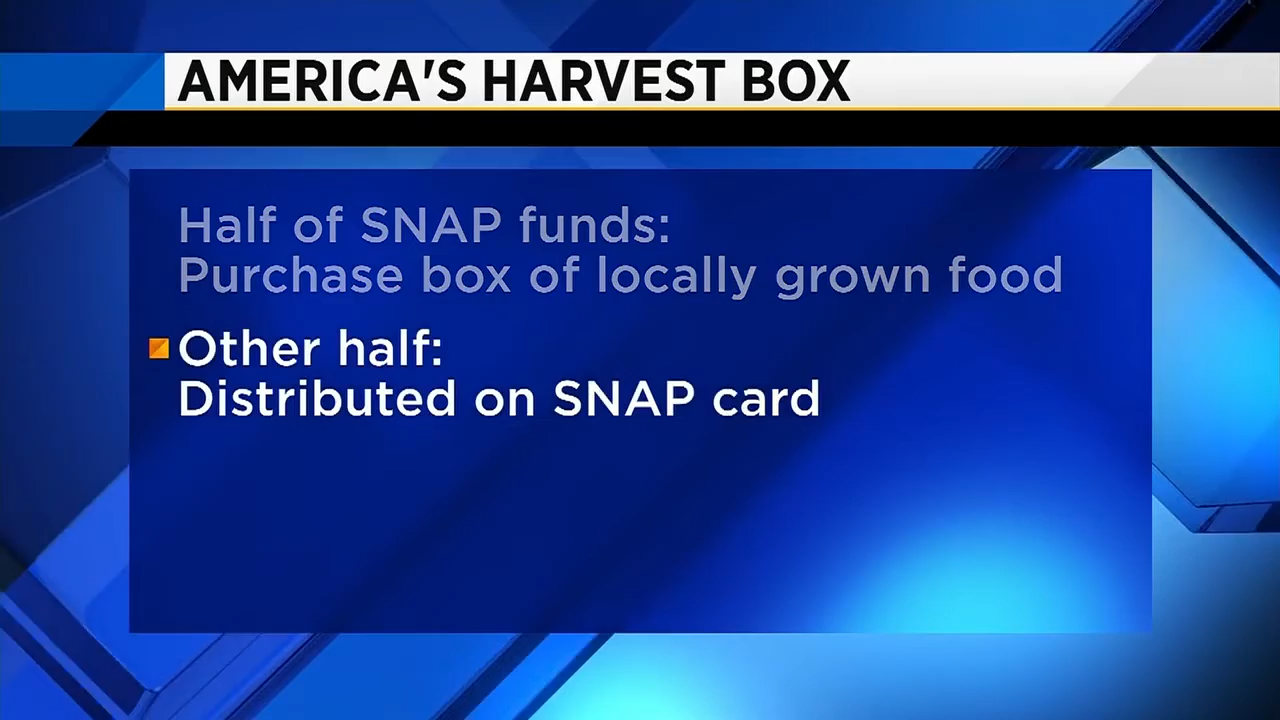 AMERICA'S HARVEST BOX
Half of SNAP funds:
Purchase box of locally grown food
Other half:
Distributed on SNAP card